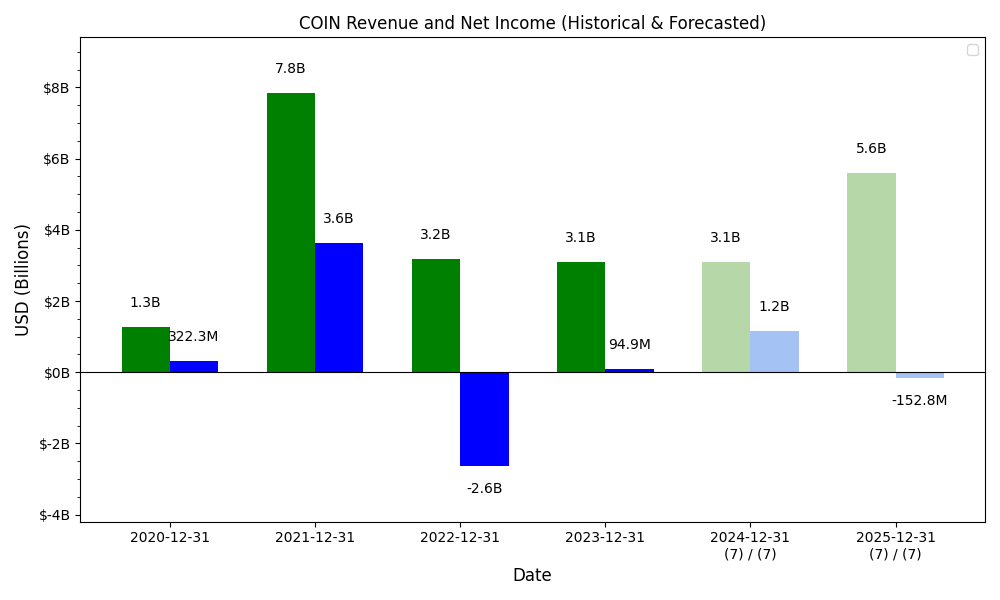 COIN Revenue and Net Income (Historical & Forecasted)
USD (Billions)
$8B
$6B
$4B
$2B
$0B
$-2B
$-4B
1.3B
322.3M
7.8B
3.6B
3.2B
-2.6B
3.1B
94.9M
3.1B
1.2B
5.6B
-152.8M
2020-12-31
2021-12-31
2022-12-31
2023-12-31
2024-12-31
(7) / (7)
2025-12-31
(7) / (7)
Date